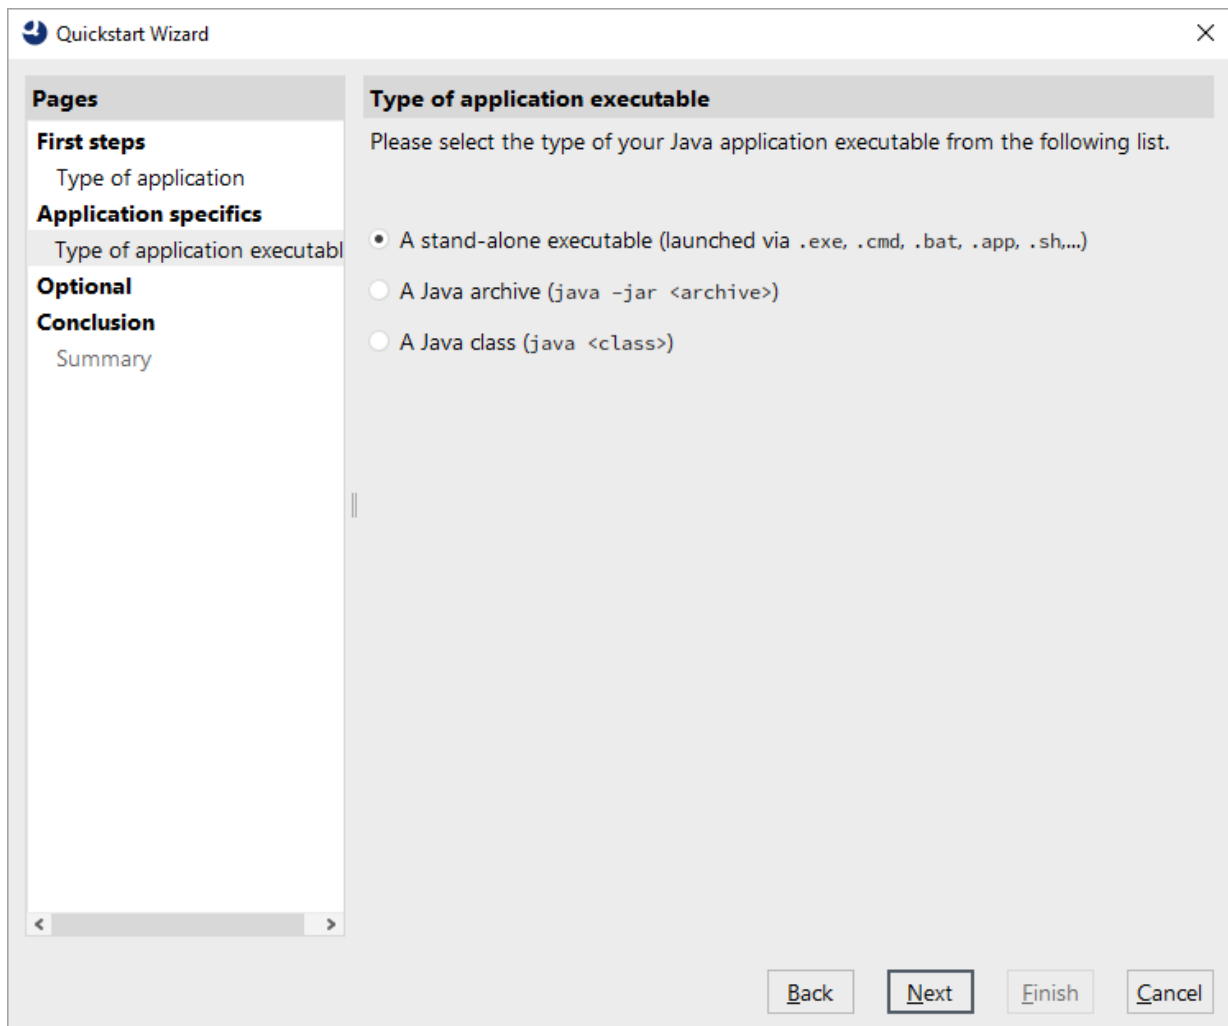 Quickstart Wizard
Pages
First steps
Type of application
Application specifics
Type of application executabl
Optional
Conclusion
Summary
Type of application executable
Please select the type of your Java application executable from the following list.
A stand-alone executable (launched via .exe, .cmd, .bat, .app, .sh,...)
A Java archive (java -jar <archive>)
A Java class (java <class>)
Back
Next
Finish
Cancel